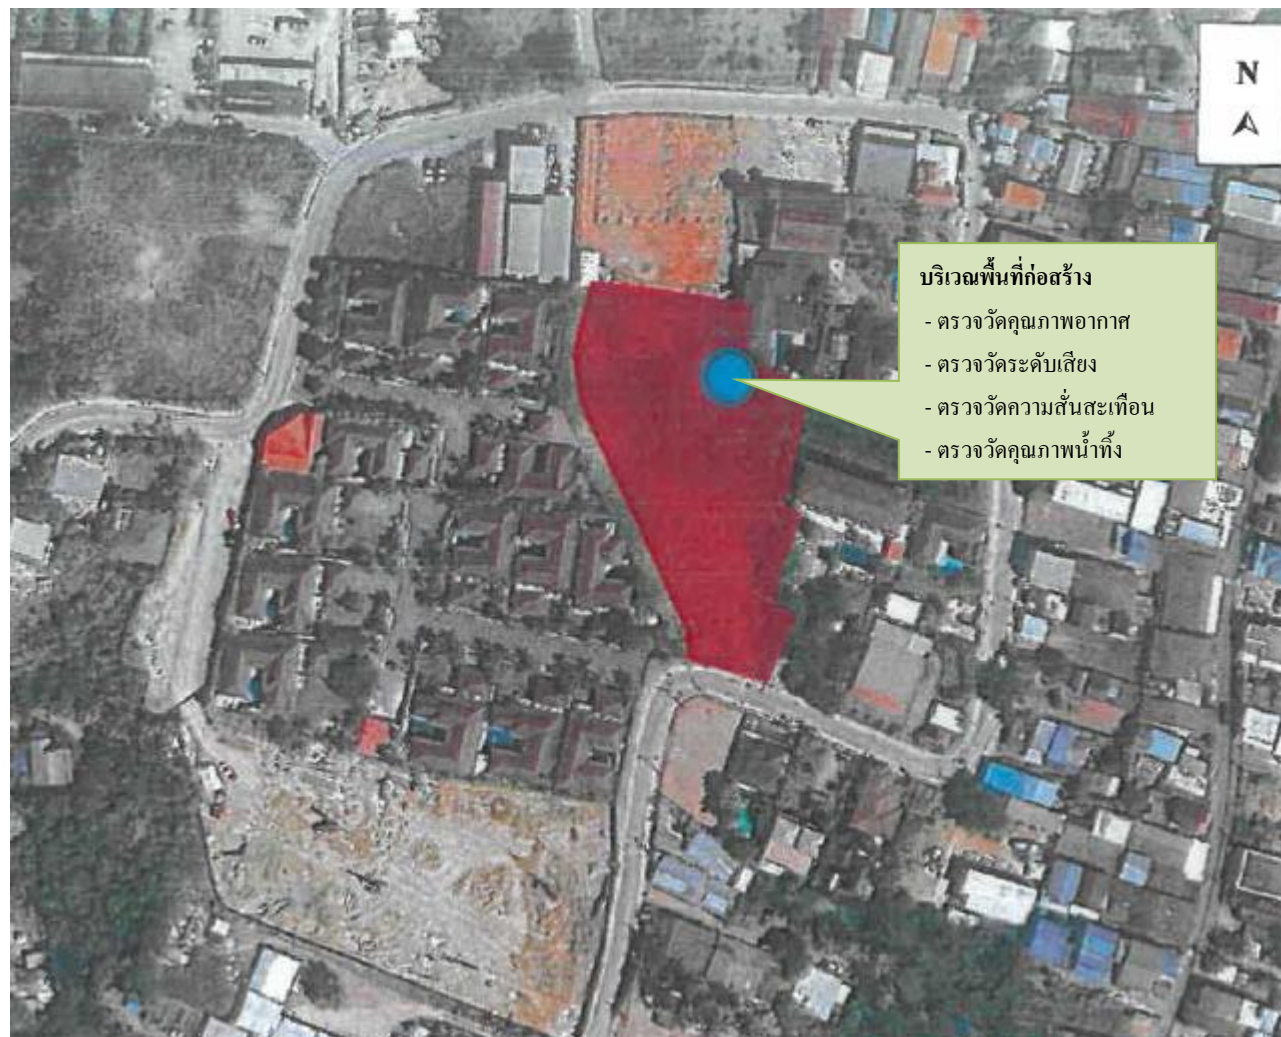 N
บริเวณพื้นที่ก่อสร้าง
- ตรวจวัดคุณภาพอากาศ
- ตรวจวัดระดับเสียง
- ตรวจวัดความสั่นสะเทือน
- ตรวจวัดคุณภาพน้ำทิ้ง